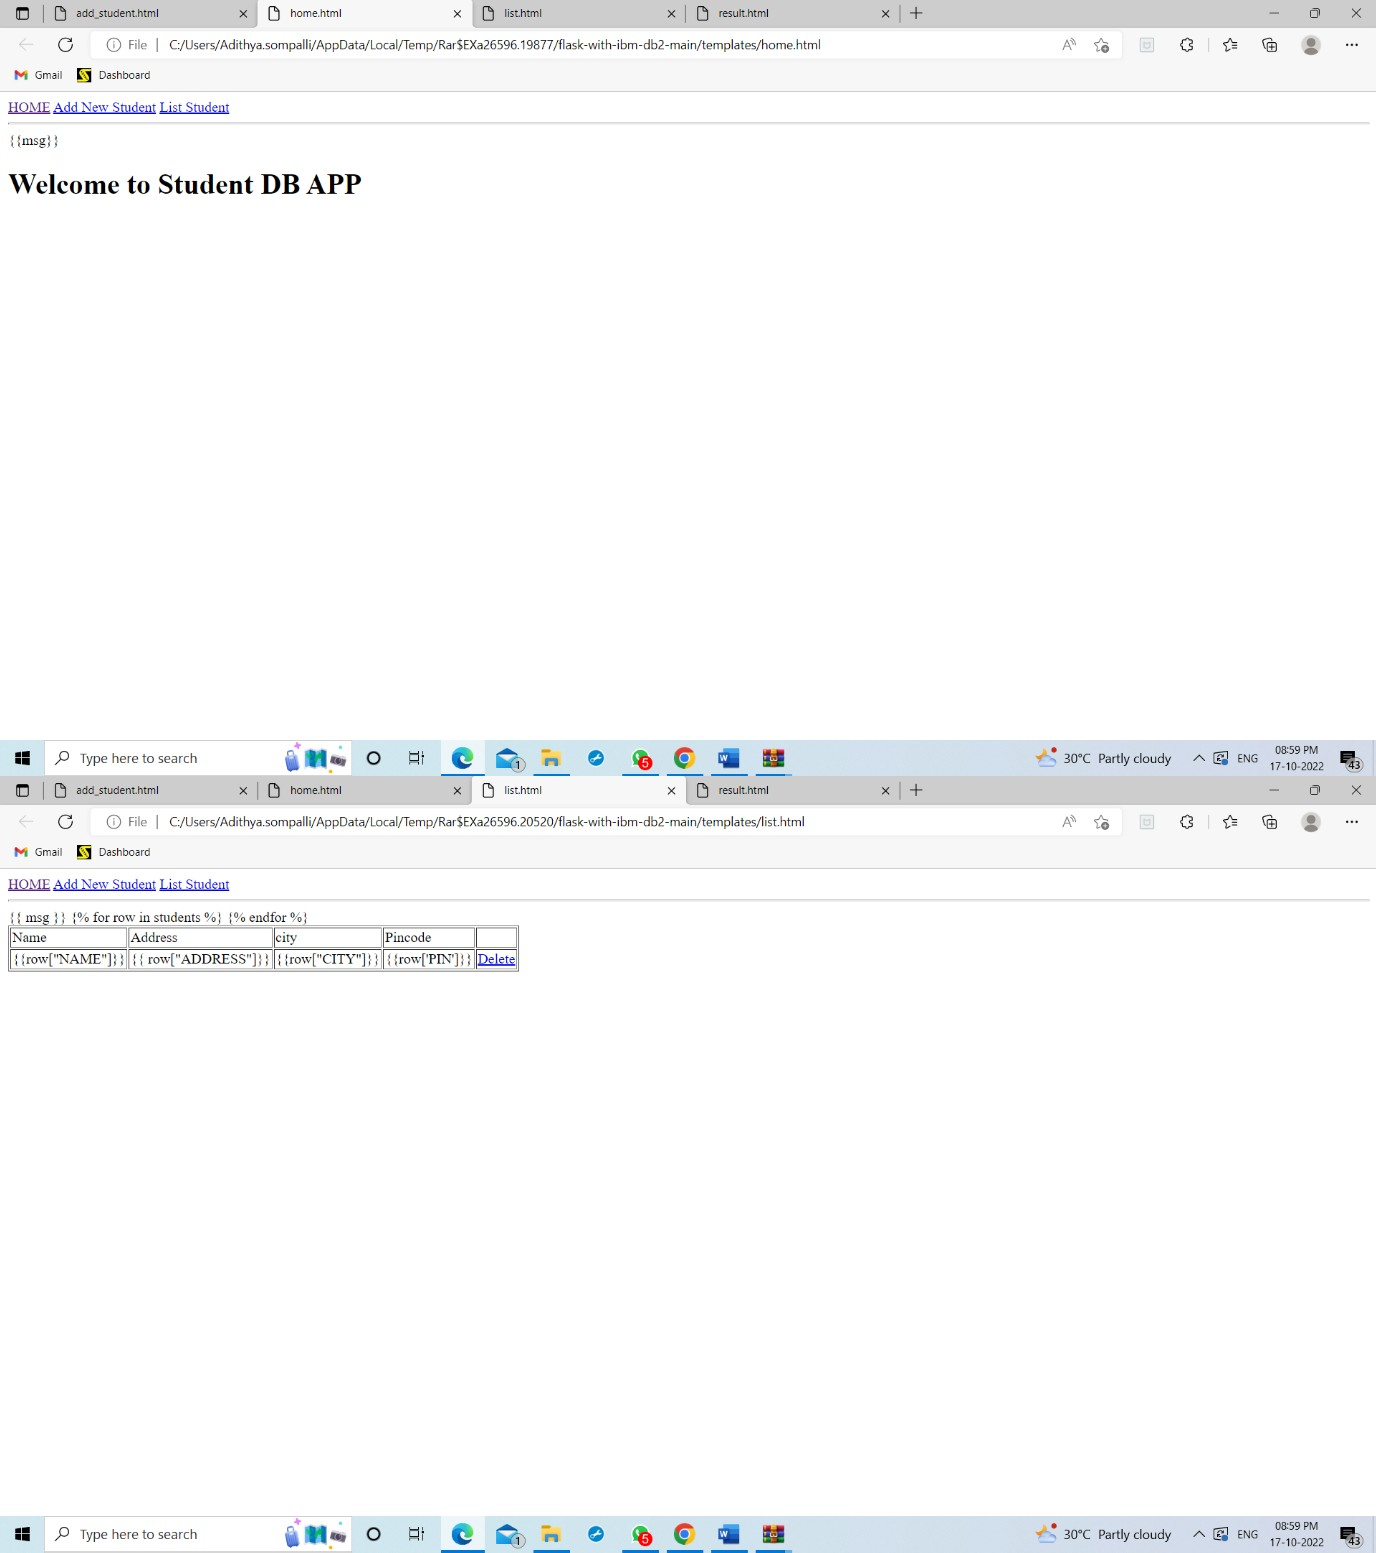 add_student.html
home.html
list.html
result.html
File | C:/Users/Adithya.sompalli/AppData/Local/Temp/Rar$EXa26596.19877/flask-with-ibm-db2-main/templates/home.html
Gmail Dashboard
HOME Add New Student List Student
{{msg}}
Welcome to Student DB APP
Type here to search
1
5
30°C Partly cloudy
ENG
08:59 PM
17-10-2022
43
add_student.html
home.html
list.html
result.html
File | C:/Users/Adithya.sompalli/AppData/Local/Temp/Rar$EXa26596.20520/flask-with-ibm-db2-main/templates/list.html
Gmail Dashboard
HOME Add New Student List Student
{{ msg }} {% for row in students %} {% endfor %}
Name Address city Pincode
{{row["NAME"]}} {{ row["ADDRESS"]}} {{row["CITY"]}} {{row['PIN']}} Delete
Type here to search
1
5
30°C Partly cloudy
ENG
08:59 PM
17-10-2022
43